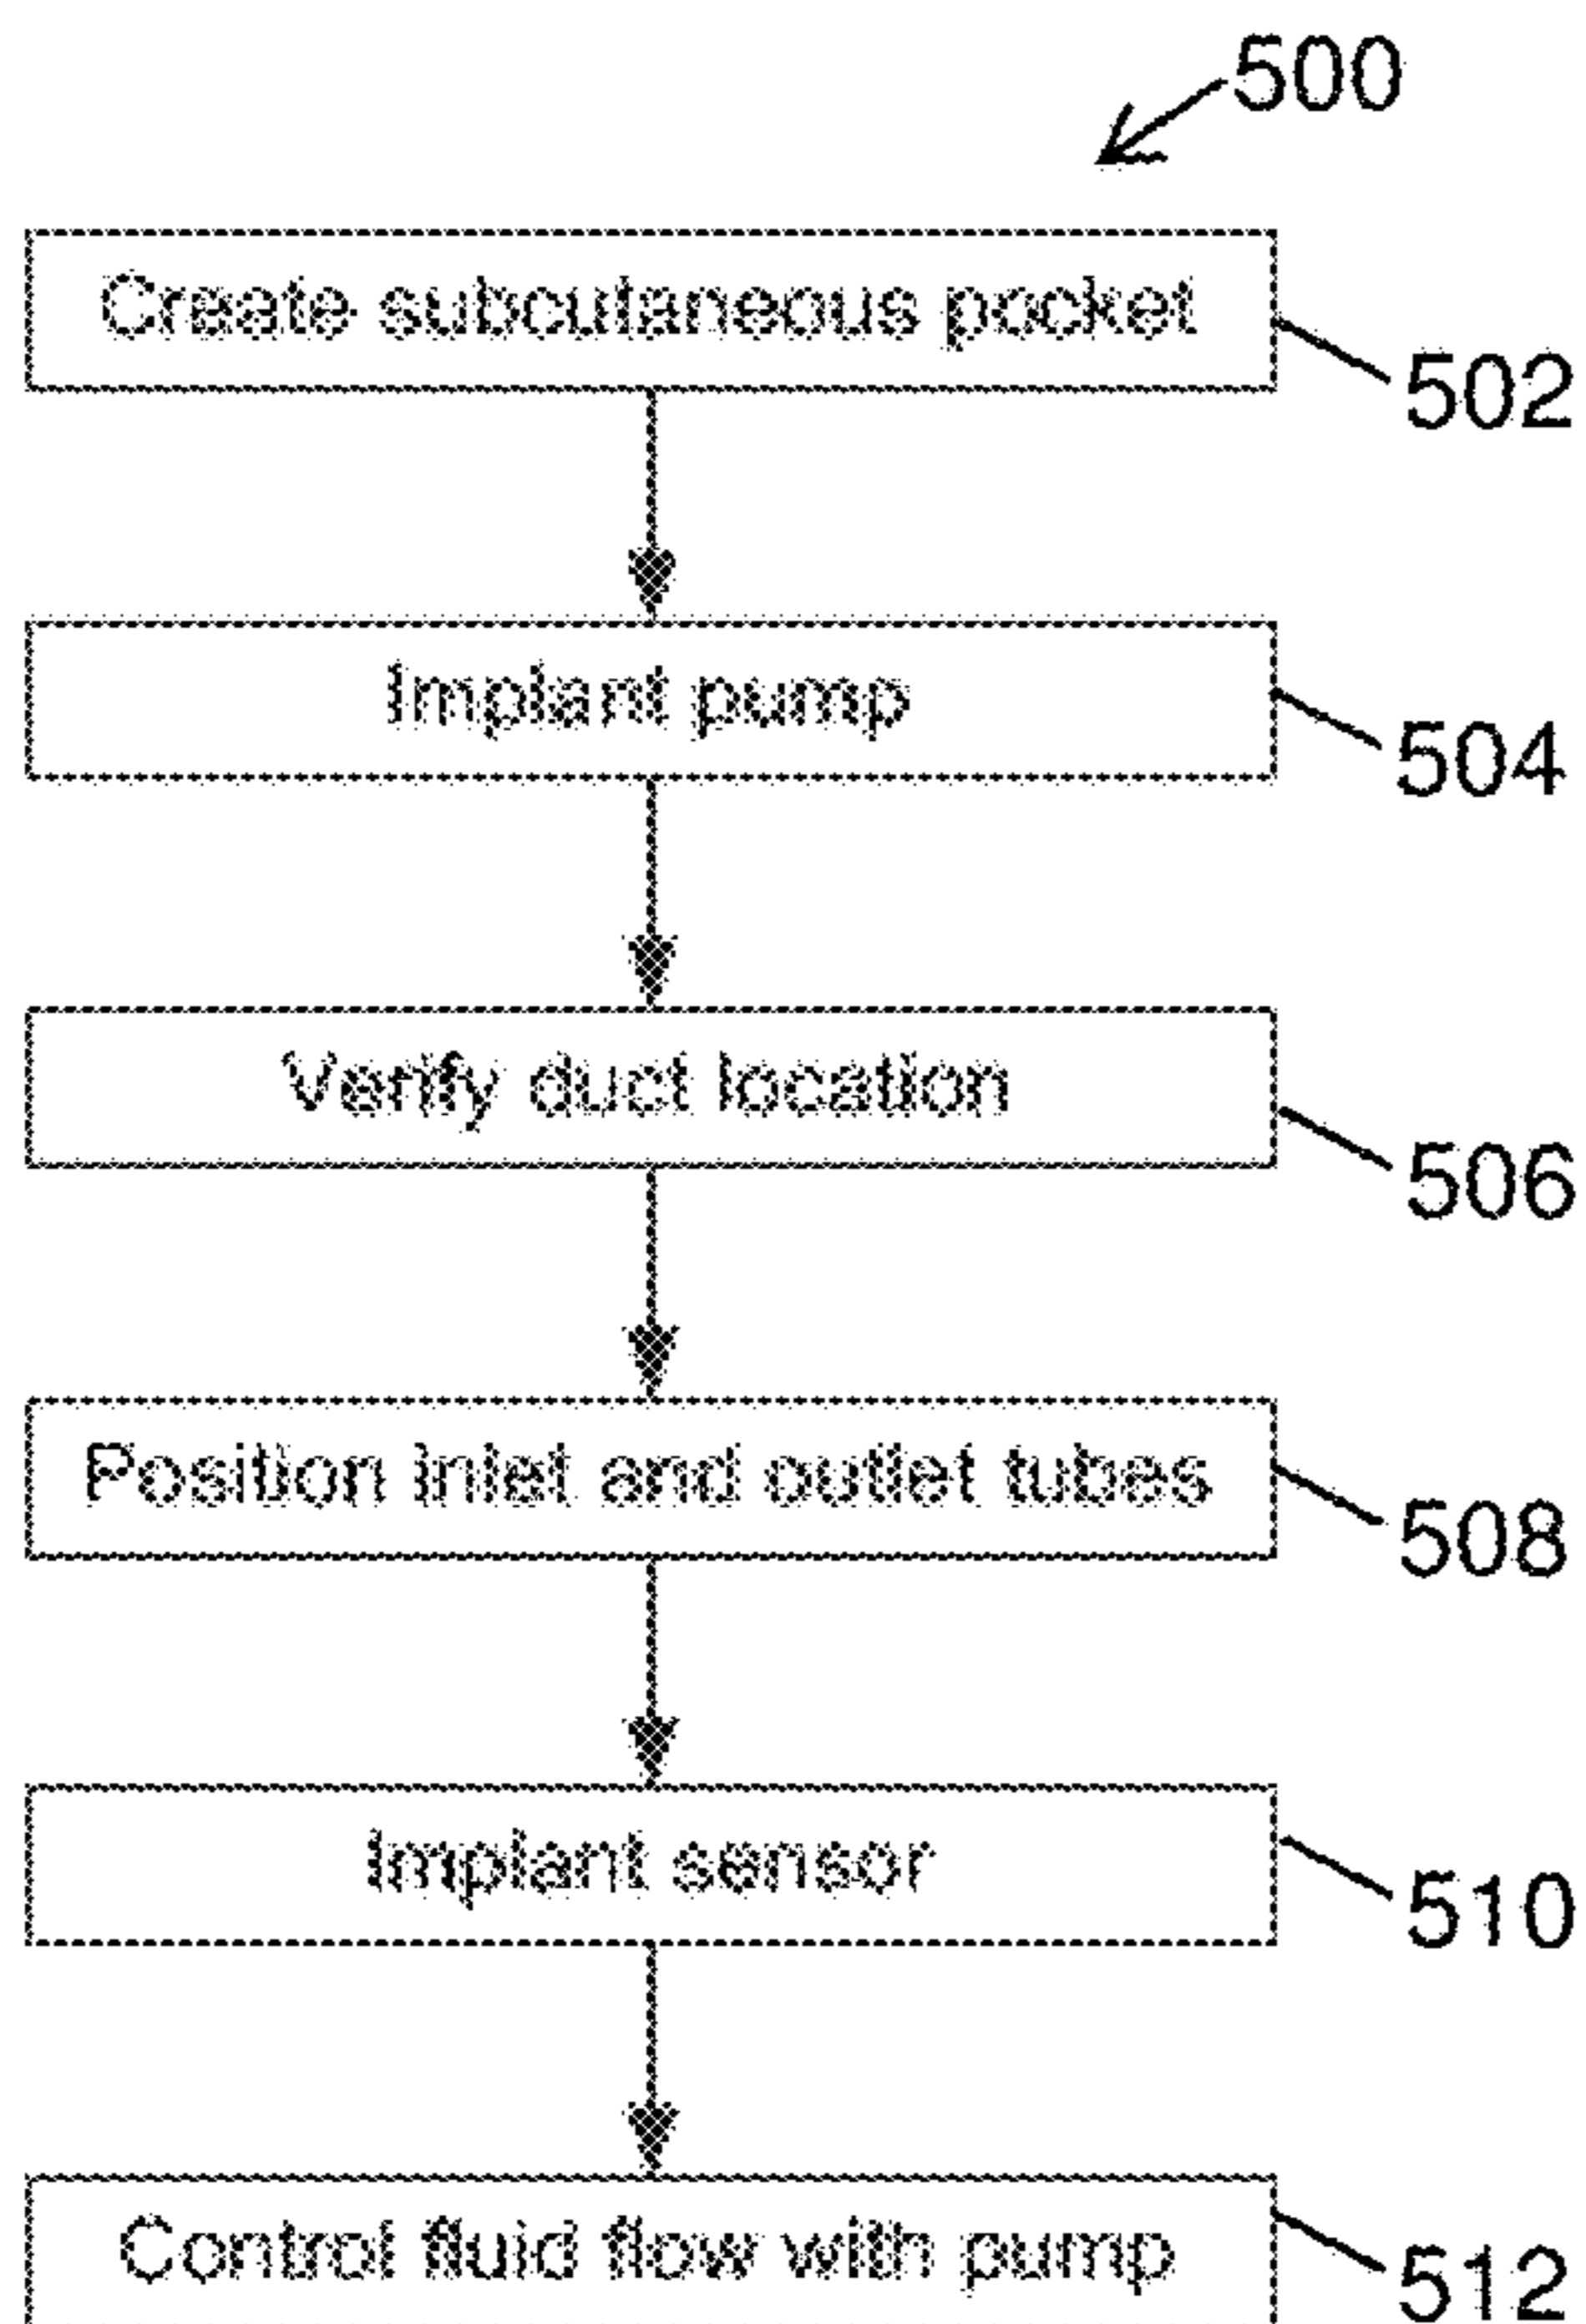 500
Create subcutaneous pocket
502
Implant pump
504
Verify duct location
506
Position inlet and outlet tubes
508
Implant sensor
510
Control fluid flow with pump
512